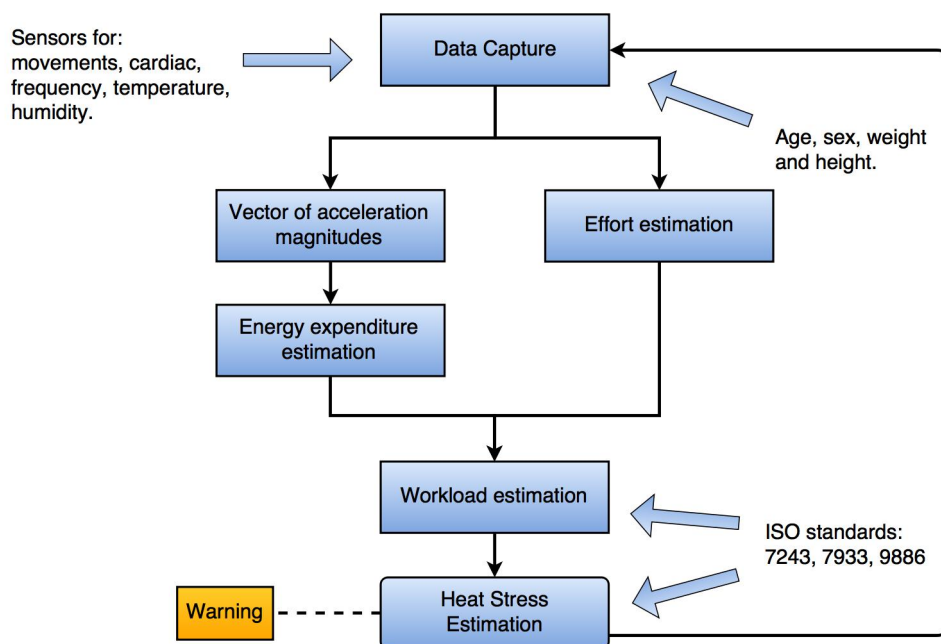 Sensors for:
movements, cardiac,
frequency, temperature,
humidity.
Data Capture
Age, sex, weight
and height.
Vector of acceleration
magnitudes
Effort estimation
Energy expenditure
estimation
Workload estimation
ISO standards:
7243, 7933, 9886
Warning
Heat Stress
Estimation